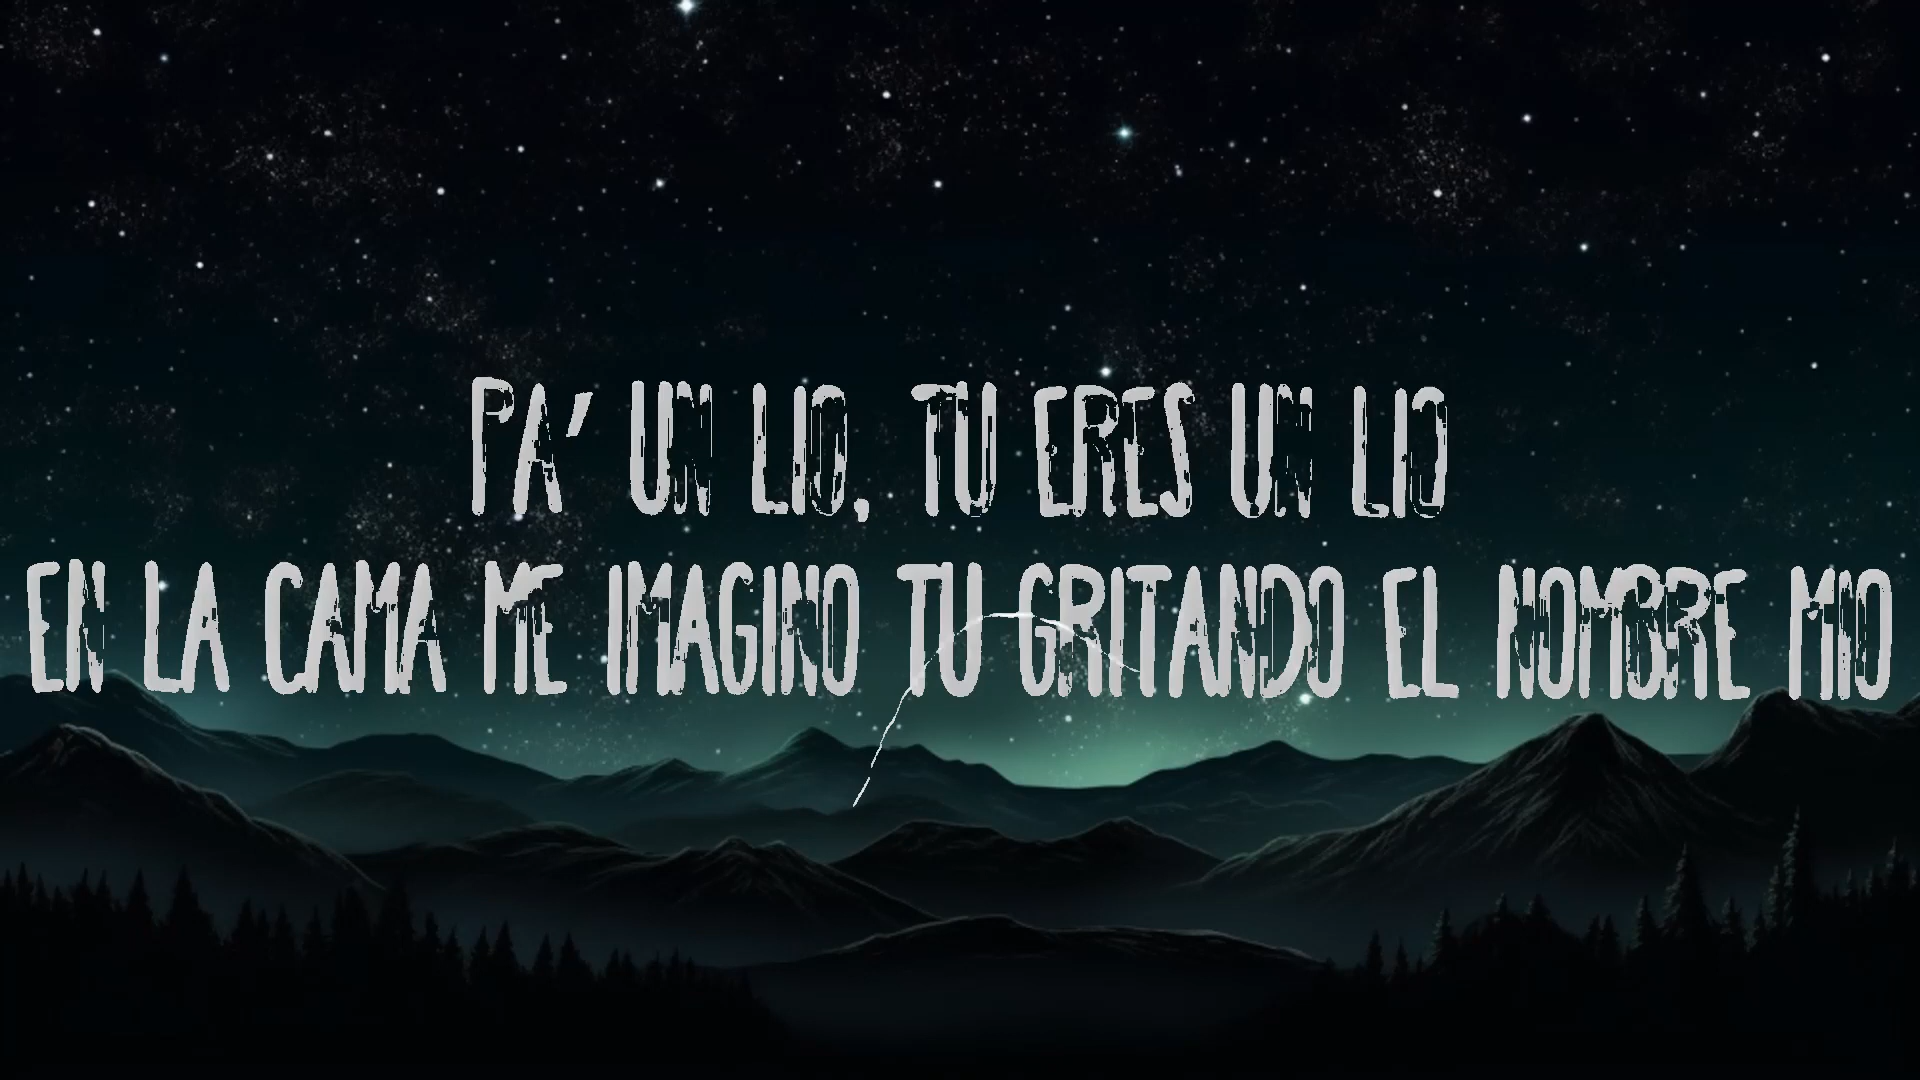 PA' UN LIO, TU ERES UN LIO
EN LA CAMA ME IMAGINO TU GRITANDO EL NOMBRE MIO